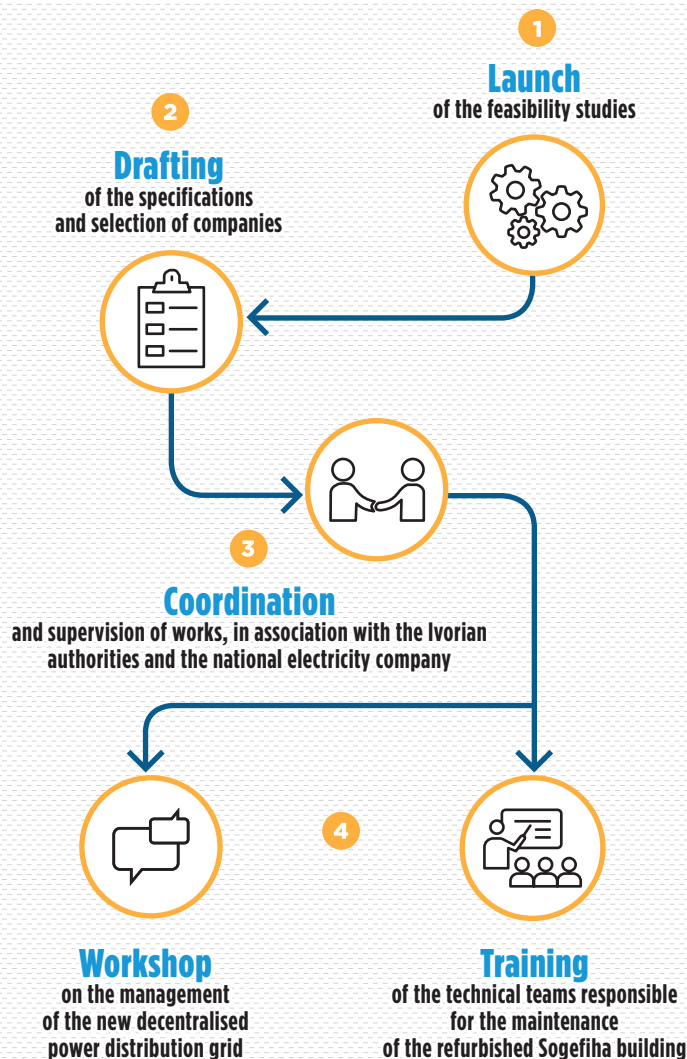 1
Launch
of the feasibility studies
2
Drafting
of the specifications
and selection of companies
3
Coordination
and supervision of works, in association with the Ivorian
authorities and the national electricity company
4
Workshop
on the management
of the new decentralised
power distribution grid
Training
of the technical teams responsible
for the maintenance
of the refurbished Sogefiha building